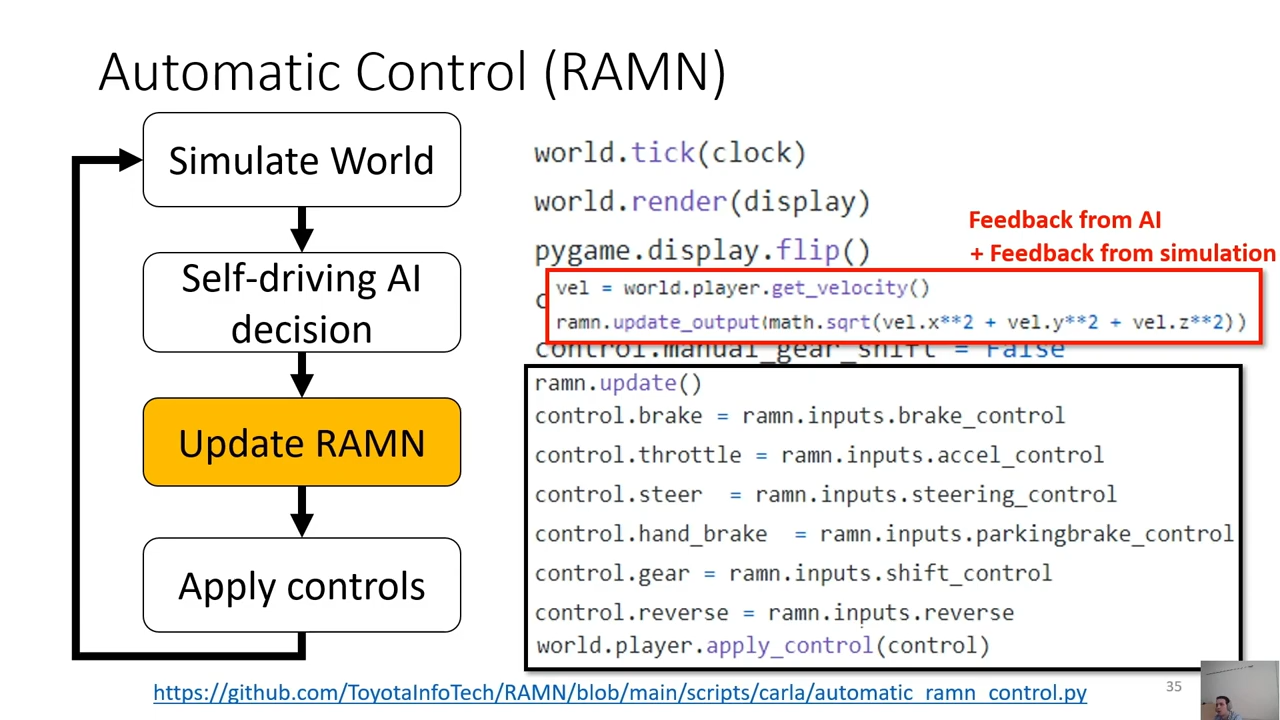 Automatic Control (RAMN)
Simulate World
Self-driving AI
decision
Update RAMN
Apply controls
world.tick(clock)
world.render(display)
pygame.display.flip()
Feedback from AI
+ Feedback from simulation
c
vel = world.player.get_velocity()
ramn.update_output(math.sqrt(vel.x**2 + vel.y**2 + vel.z**2))
control.manual_gear_shift = False
ramn.update()
control.brake = ramn.inputs.brake_control
control.throttle = ramn.inputs.accel_control
control.steer  = ramn.inputs.steering_control
control.hand_brake  = ramn.inputs.parkingbrake_control
control.gear = ramn.inputs.shift_control
control.reverse = ramn.inputs.reverse
world.player.apply_control(control)
https://github.com/ToyotaInfoTech/RAMN/blob/main/scripts/carla/automatic_ramn_control.py
35